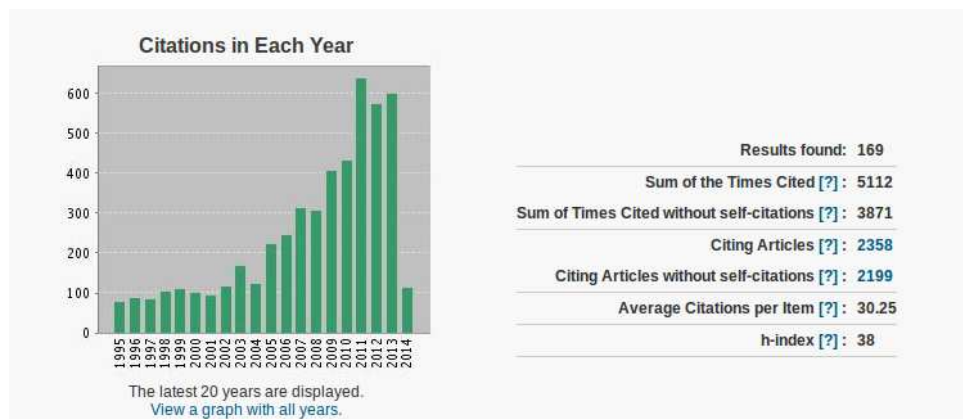 Citations in Each Year
600
500
400
300
200
100
0
1995
1996
1997
1998
1999
2000
2001
2002
2003
2004
2005
2006
2007
2008
2009
2010
2011
2012
2013
2014
The latest 20 years are displayed.
View a graph with all years.
Results found: 169
Sum of the Times Cited [?] : 5112
Sum of Times Cited without self-citations [?] : 3871
Citing Articles [?] : 2358
Citing Articles without self-citations [?] : 2199
Average Citations per Item [?] : 30.25
h-index [?] : 38